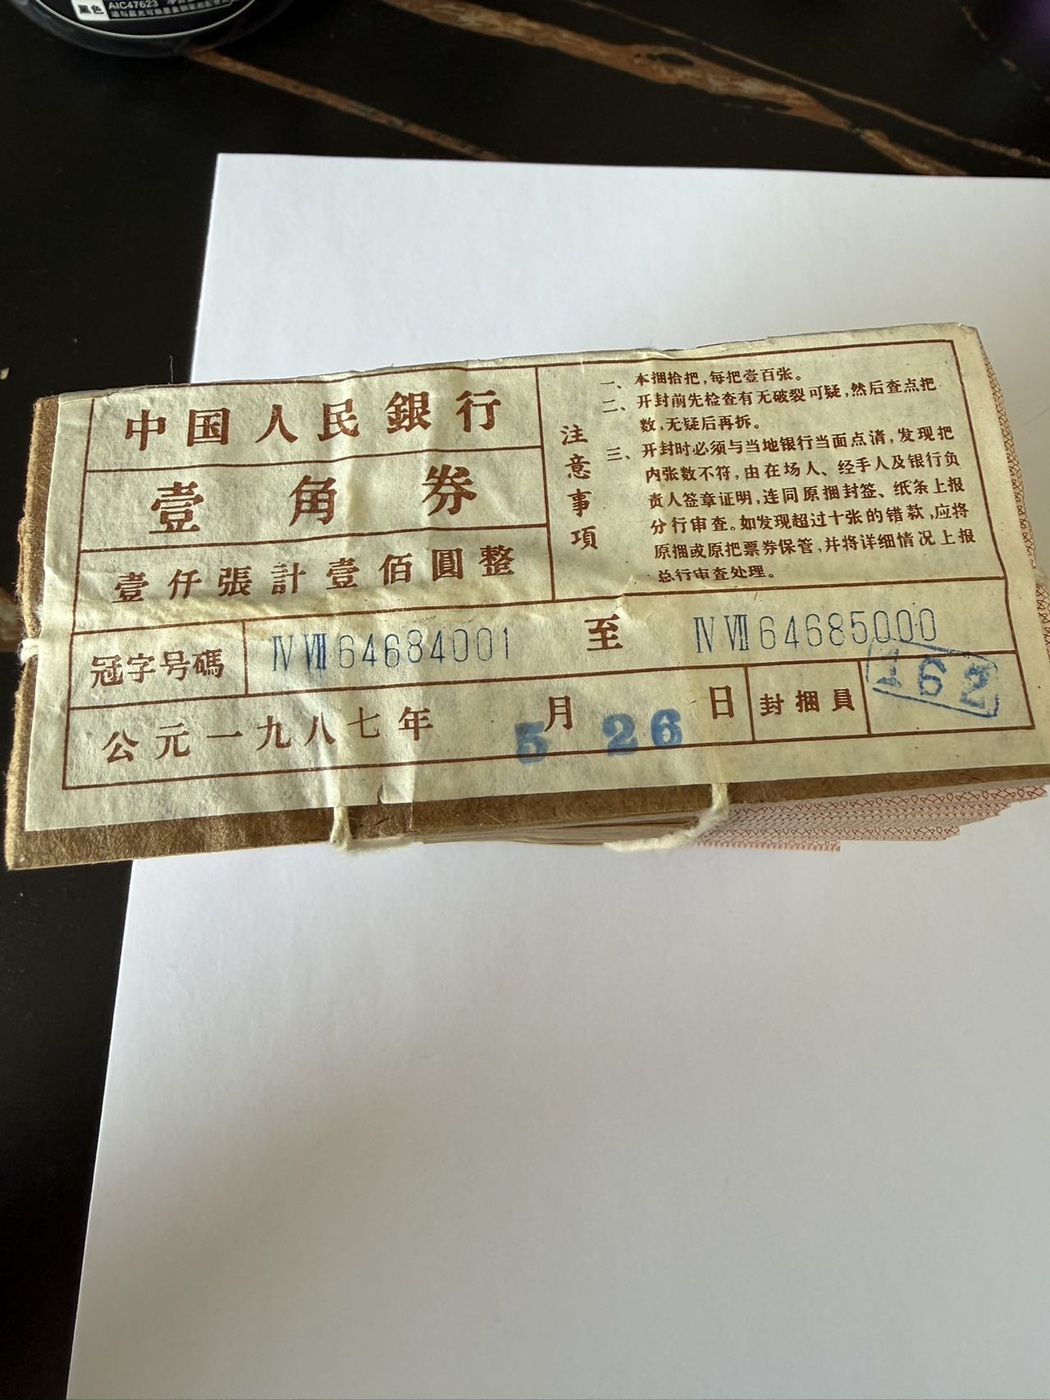 黑色 AIC47623
中国人民銀行
壹角券
壹仟張計壹佰圓整
注意事項
一、本捆拾把，每把壹百张。
二、开封前先检查有无破裂可疑，然后查点把
数，无疑后再拆。
三、开封时必须与当地银行当面点清，发现把
内张数不符，由在场人、经手人及银行负
责人签章证明，连同原捆封签、纸条上报
分行审查。如发现超过十张的错款，应将
原捆或原把票券保管，并将详细情况上报
总行审查处理。
冠字号碼 ⅣⅦ64684001 至 ⅣⅦ64685000
公元一九八七年 5月26日 封捆員 162